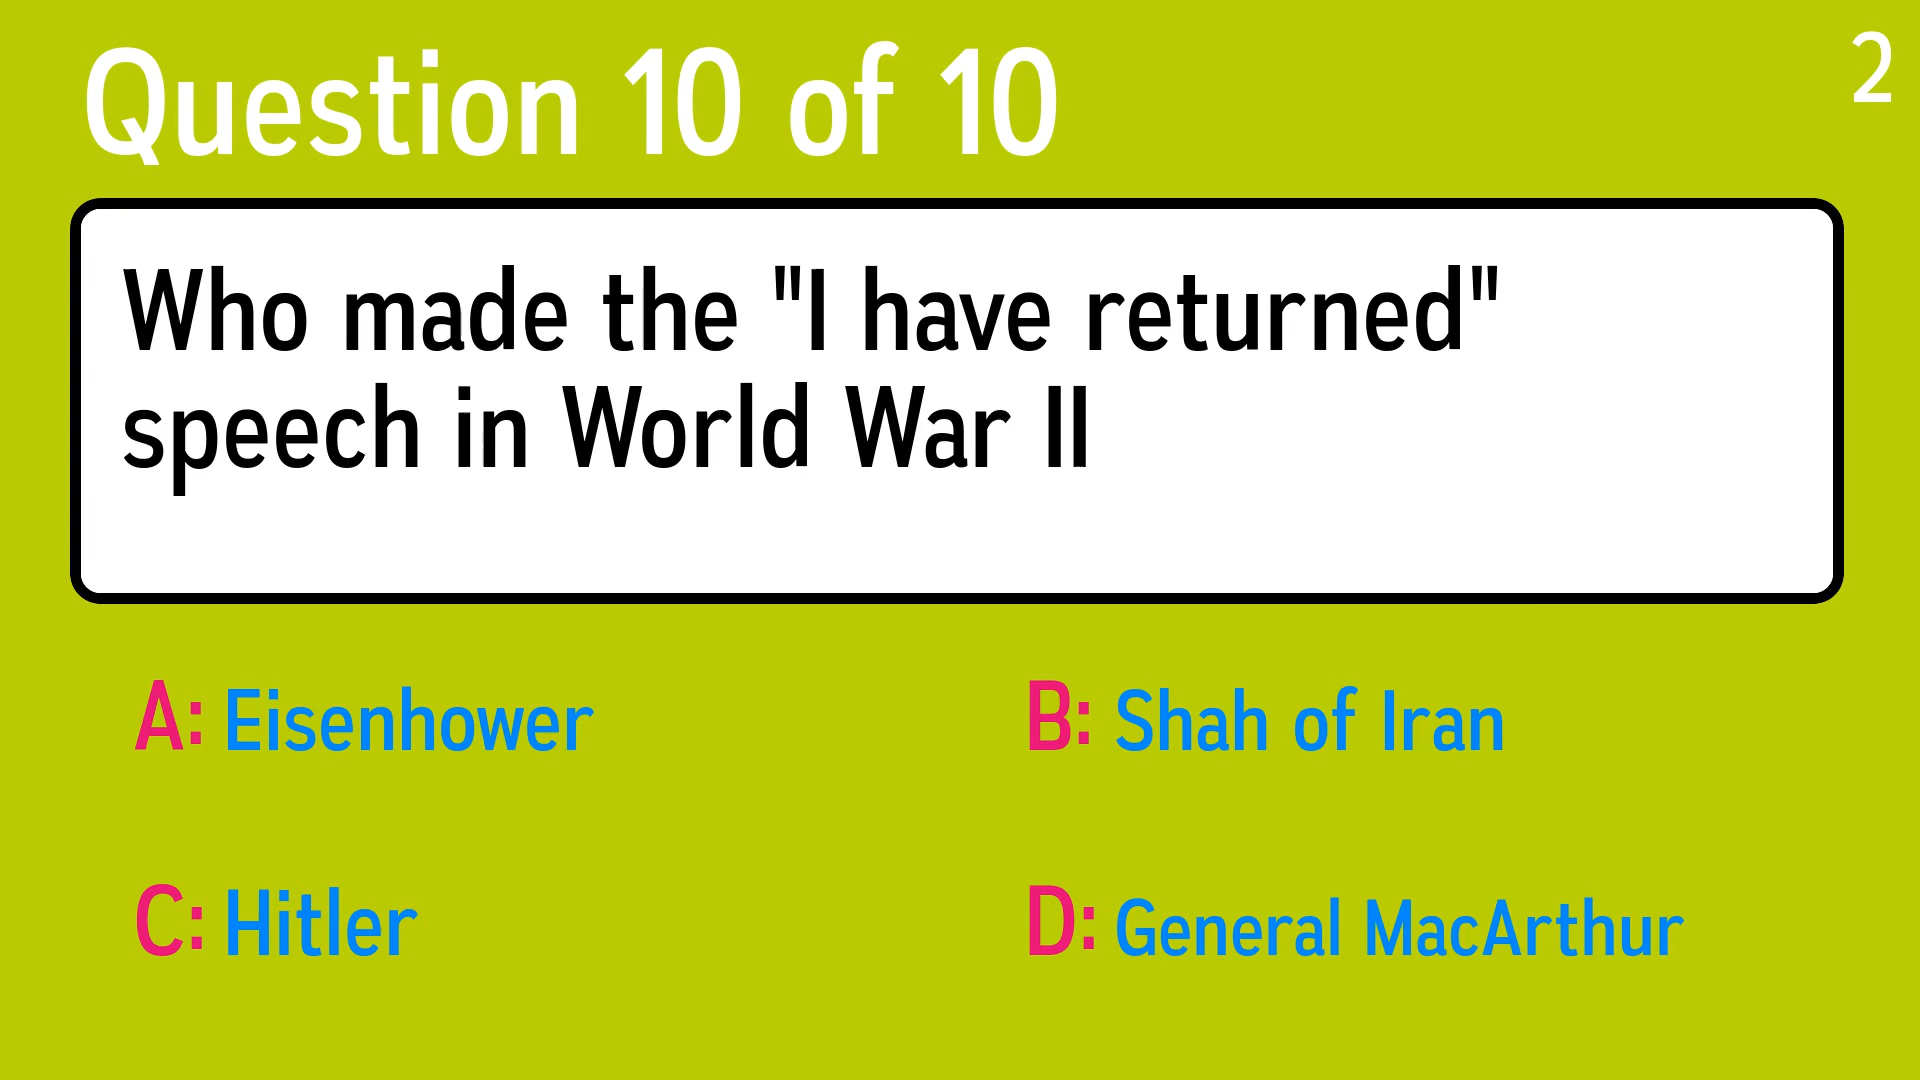 Question 10 of 10
2
Who made the "I have returned"
speech in World War II
A: Eisenhower
B: Shah of Iran
C: Hitler
D: General MacArthur